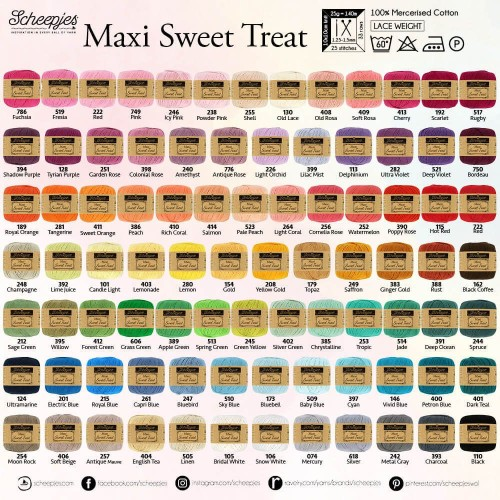 Scheepjes
INSPIRATION IN EVERY BALL OF YARN
Maxi Sweet Treat
25g ~ 140m
1.25-1.5mm
25 stitches
33 rows
100% Mercerised Cotton
LACE WEIGHT
60°
P
786 519 222 749 246 238 255 130 408 409 413 192 517
Fuchsia Fresia Red Pink Icy Pink Powder Pink Shell Old Lace Old Rosa Soft Rosa Cherry Scarlet Rugby
394 128 251 398 240 776 226 399 113 282 521 750
Shadow Purple Tyrian Purple Garden Rose Colonial Rose Amethyst Antique Rose Light Orchid Lilac Mist Delphinium Ultra Violet Deep Violet Bordeau
189 281 411 386 410 414 523 264 256 252 390 115 722
Royal Orange Tangerine Sweet Orange Peach Rich Coral Salmon Pale Peach Light Coral Cornelia Rose Watermelon Poppy Rose Hot Red Red
248 392 101 403 280 154 208 179 249 383 388 162
Champagne Lime Juice Candle Light Lemonade Lemon Gold Yellow Gold Topaz Saffron Ginger Gold Rust Black Coffee
212 395 412 606 389 513 245 402 385 253 514 391 244
Sage Green Willow Forest Green Grass Green Apple Green Spring Green Green Yellow Silver Green Chrystalline Tropic Jade Deep Ocean Spruce
124 201 215 247 510 173 509 397 146 400 401
Ultramarine Electric Blue Royal Blue Capri Blue Bluebird Sky Blue Bluebell Baby Blue Cyan Vivid Blue Petrol Blue Dark Teal
254 406 257 404 505 105 106 074 618 242 393 110
Moon Rock Soft Beige Antique Mauve English Tea Linen Bridal White Snow White Mercury Silver Metal Gray Charcoal Black
scheepjes.com
facebook.com/scheepjes
instagram.com/scheepjes
ravelry.com/yarns/brands/scheepjes
pinterest.com/scheepjeswol